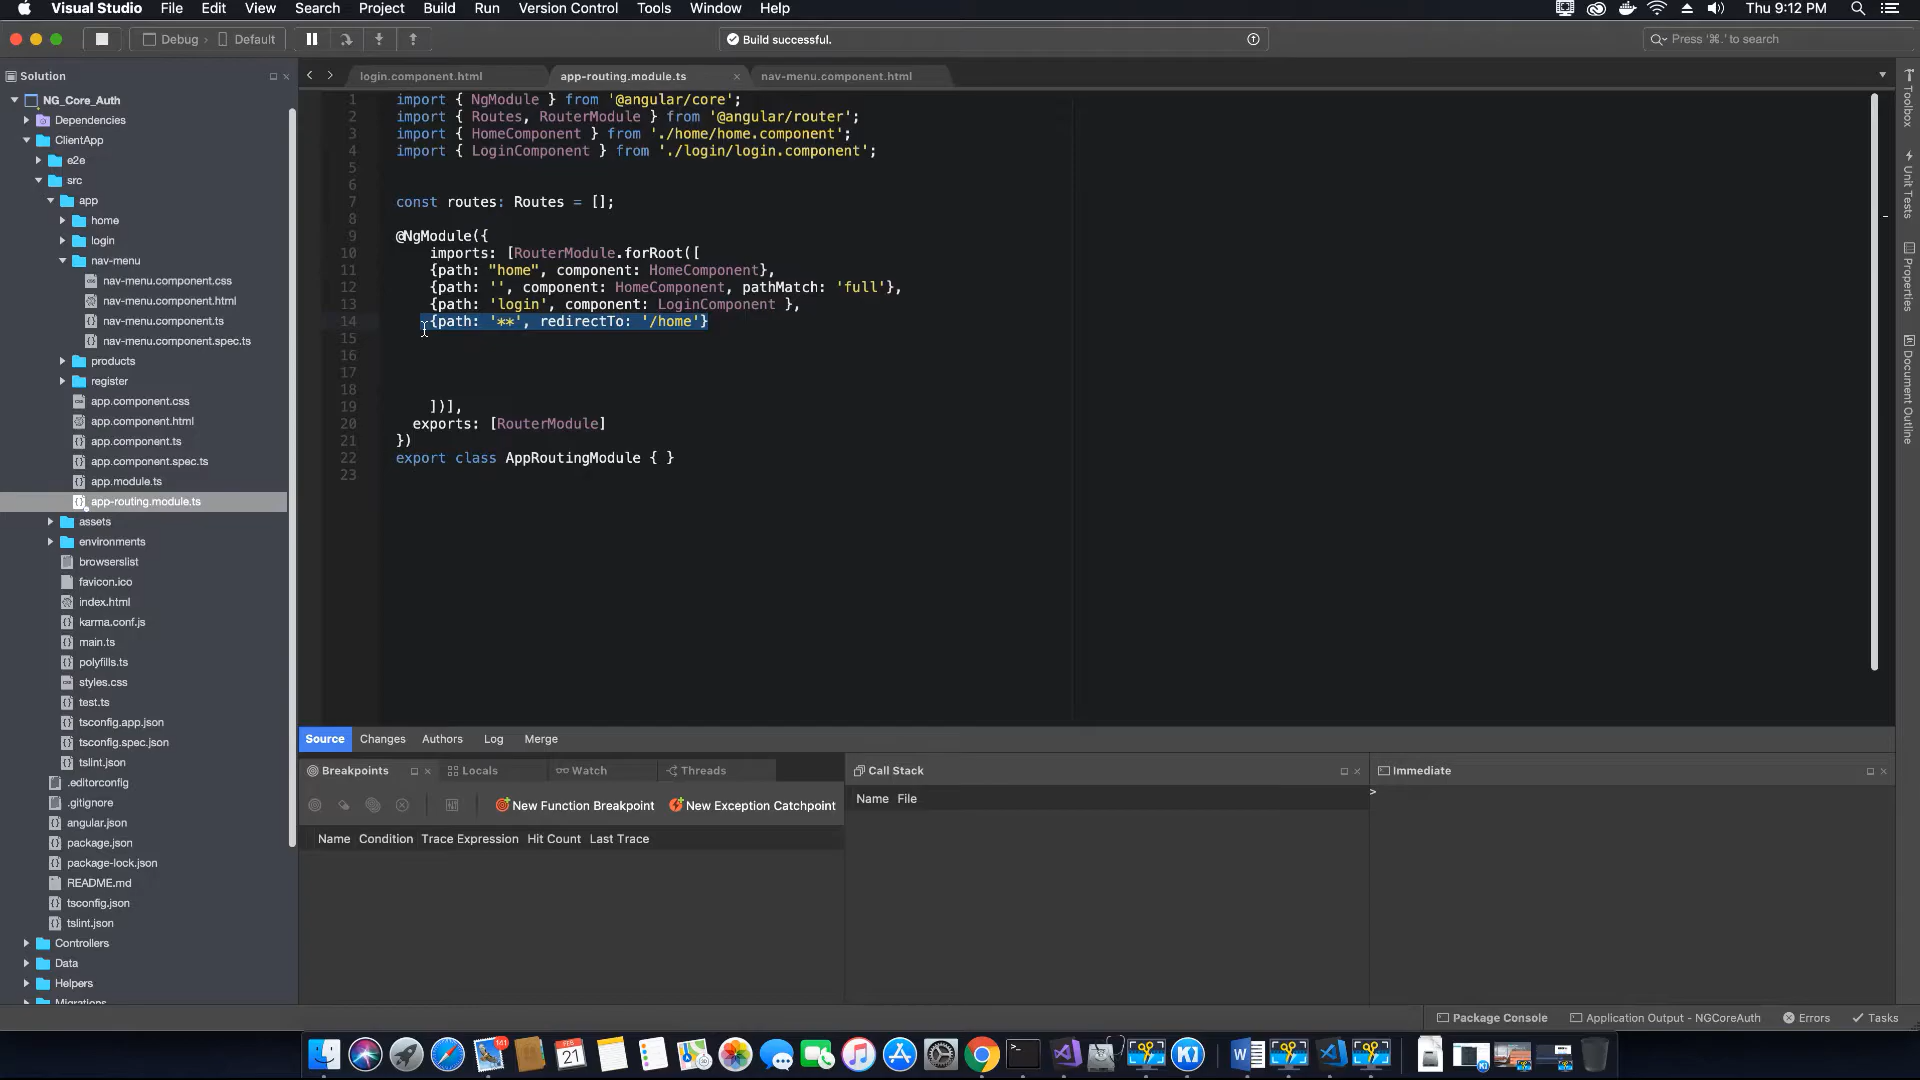 Visual Studio File Edit View Search Project Build Run Version Control Tools Window Help Thu 9:12 PM
Debug Default Build successful. Press '⌘.' to search
Solution login.component.html app-routing.module.ts nav-menu.component.html
NG_Core_Auth
Dependencies
ClientApp
e2e
src
app
home
login
nav-menu
nav-menu.component.css
nav-menu.component.html
nav-menu.component.ts
nav-menu.component.spec.ts
products
register
app.component.css
app.component.html
app.component.ts
app.component.spec.ts
app.module.ts
app-routing.module.ts
assets
environments
browserslist
favicon.ico
index.html
karma.conf.js
main.ts
polyfills.ts
styles.css
test.ts
tsconfig.app.json
tsconfig.spec.json
tslint.json
.editorconfig
.gitignore
angular.json
package.json
package-lock.json
README.md
tsconfig.json
tslint.json
Controllers
Data
Helpers
Migrations
1 import { NgModule } from '@angular/core';
2 import { Routes, RouterModule } from '@angular/router';
3 import { HomeComponent } from './home/home.component';
4 import { LoginComponent } from './login/login.component';
5
6
7 const routes: Routes = [];
8
9 @NgModule({
10 imports: [RouterModule.forRoot([
11 {path: "home", component: HomeComponent},
12 {path: '', component: HomeComponent, pathMatch: 'full'},
13 {path: 'login', component: LoginComponent },
14 {path: '**', redirectTo: '/home'}
15
16
17
18
19 ])],
20 exports: [RouterModule]
21 })
22 export class AppRoutingModule { }
23
Toolbox
Unit Tests
Properties
Document Outline
Source Changes Authors Log Merge
Breakpoints Locals Watch Threads
New Function Breakpoint New Exception Catchpoint
Name Condition Trace Expression Hit Count Last Trace
Call Stack
Name File
Immediate
>
Package Console Application Output - NGCoreAuth Errors Tasks
FEB
21